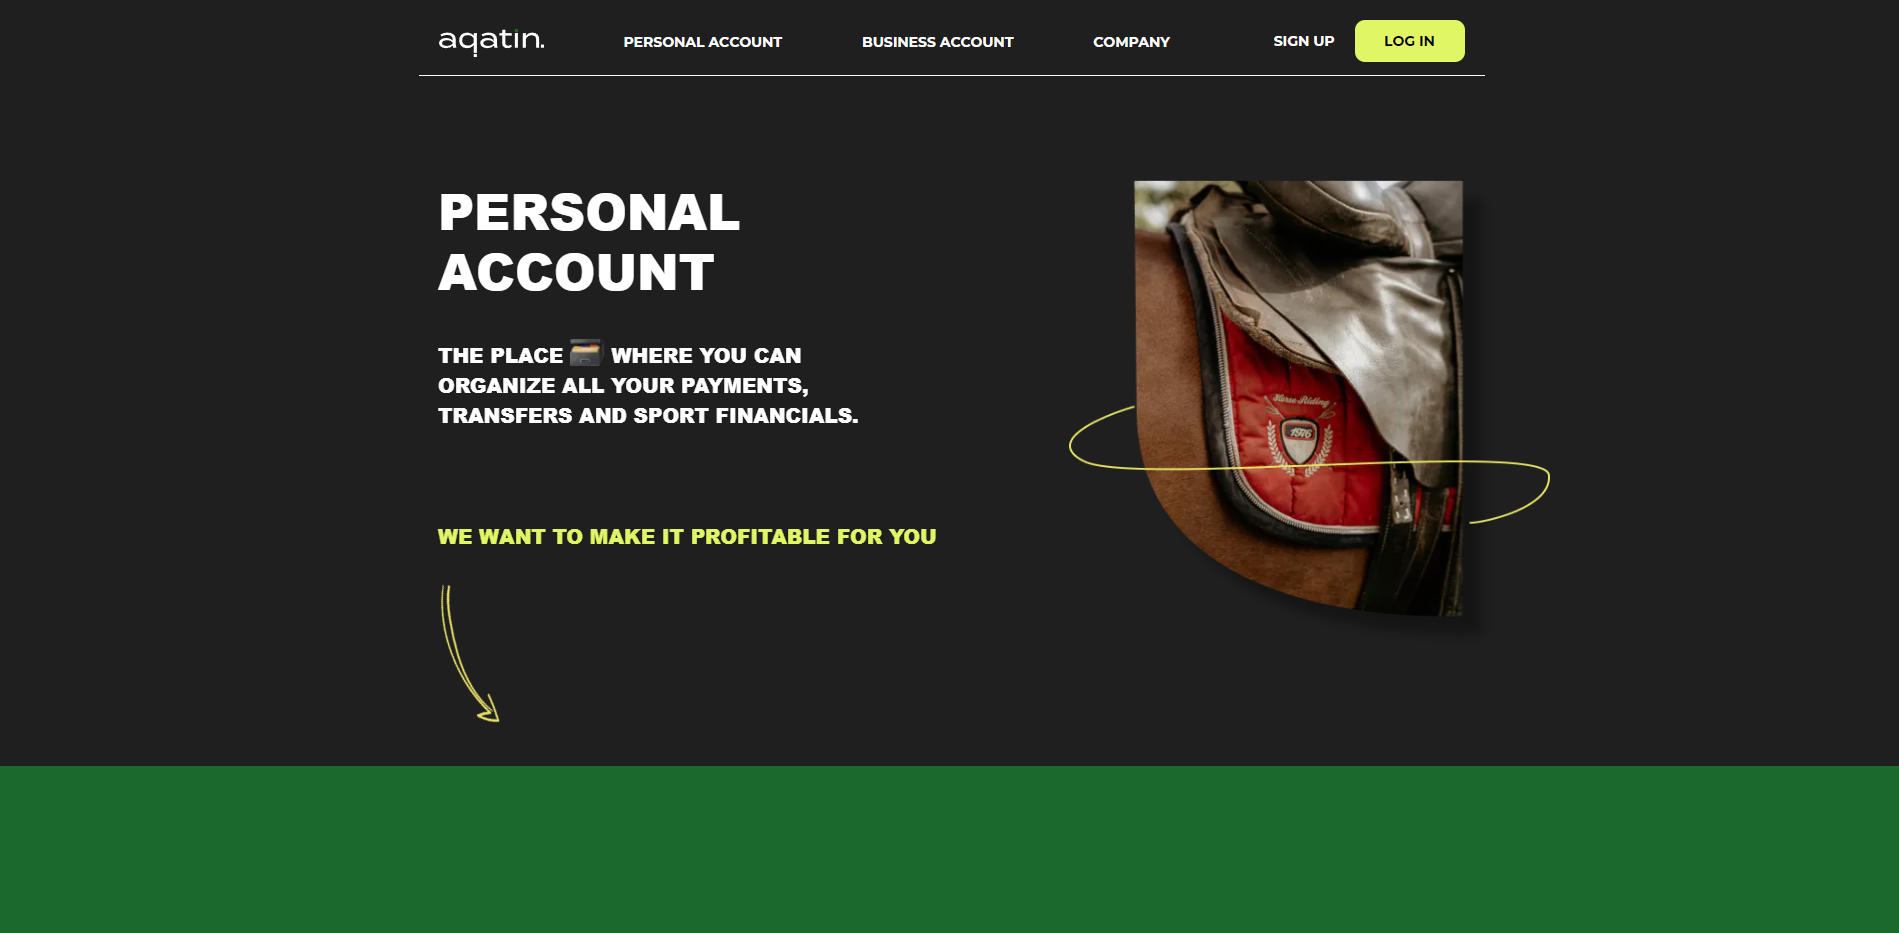 aqatin.
PERSONAL ACCOUNT
BUSINESS ACCOUNT
COMPANY
SIGN UP
LOG IN
PERSONAL
ACCOUNT
THE PLACE WHERE YOU CAN
ORGANIZE ALL YOUR PAYMENTS,
TRANSFERS AND SPORT FINANCIALS.
WE WANT TO MAKE IT PROFITABLE FOR YOU
Horse Riding
1976